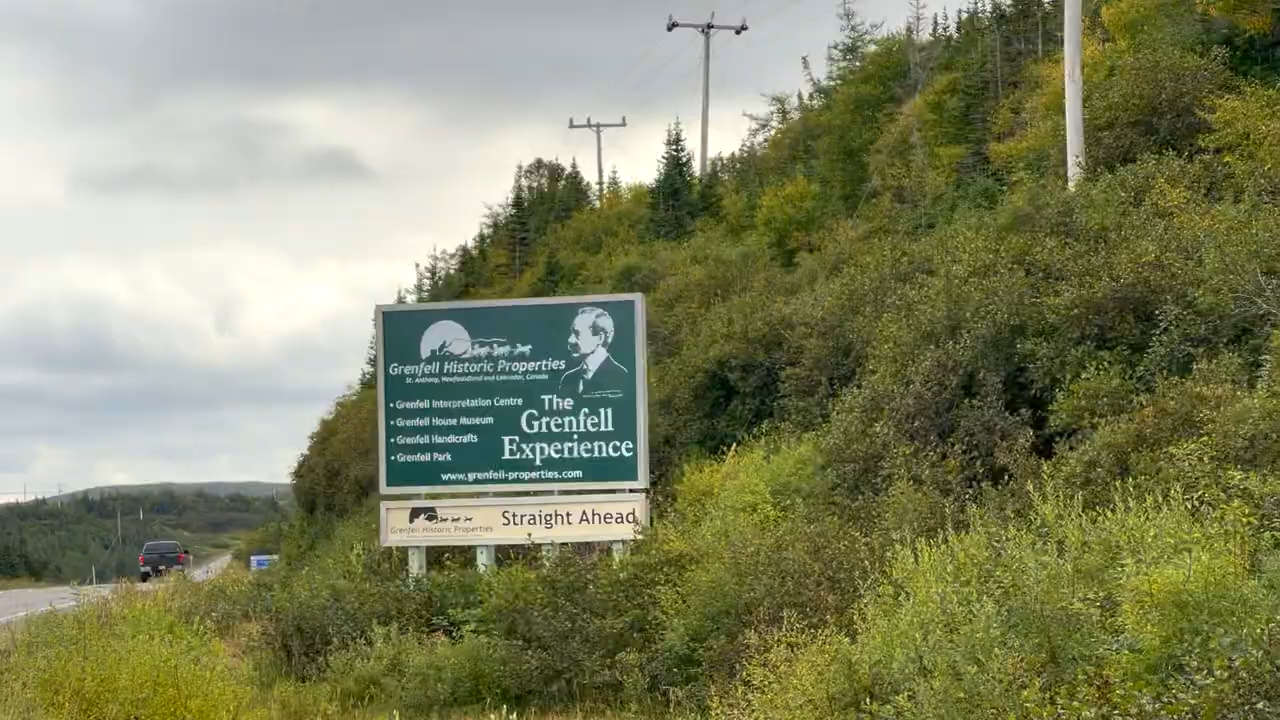 Grenfell Historic Properties
St. Anthony, Newfoundland and Labrador, Canada
• Grenfell Interpretation Centre
• Grenfell House Museum
• Grenfell Handicrafts
• Grenfell Park
The
Grenfell
Experience
www.grenfell-properties.com
Grenfell Historic Properties
Straight Ahead